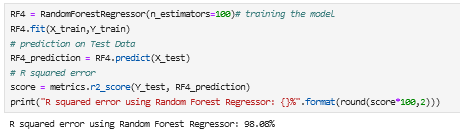 RF4 = RandomForestRegressor(n_estimators=100)# training the model
RF4.fit(X_train,Y_train)
# prediction on Test Data
RF4_prediction = RF4.predict(X_test)
# R squared error
score = metrics.r2_score(Y_test, RF4_prediction)
print("R squared error using Random Forest Regressor: {}%".format(round(score*100,2)))
R squared error using Random Forest Regressor: 98.08%